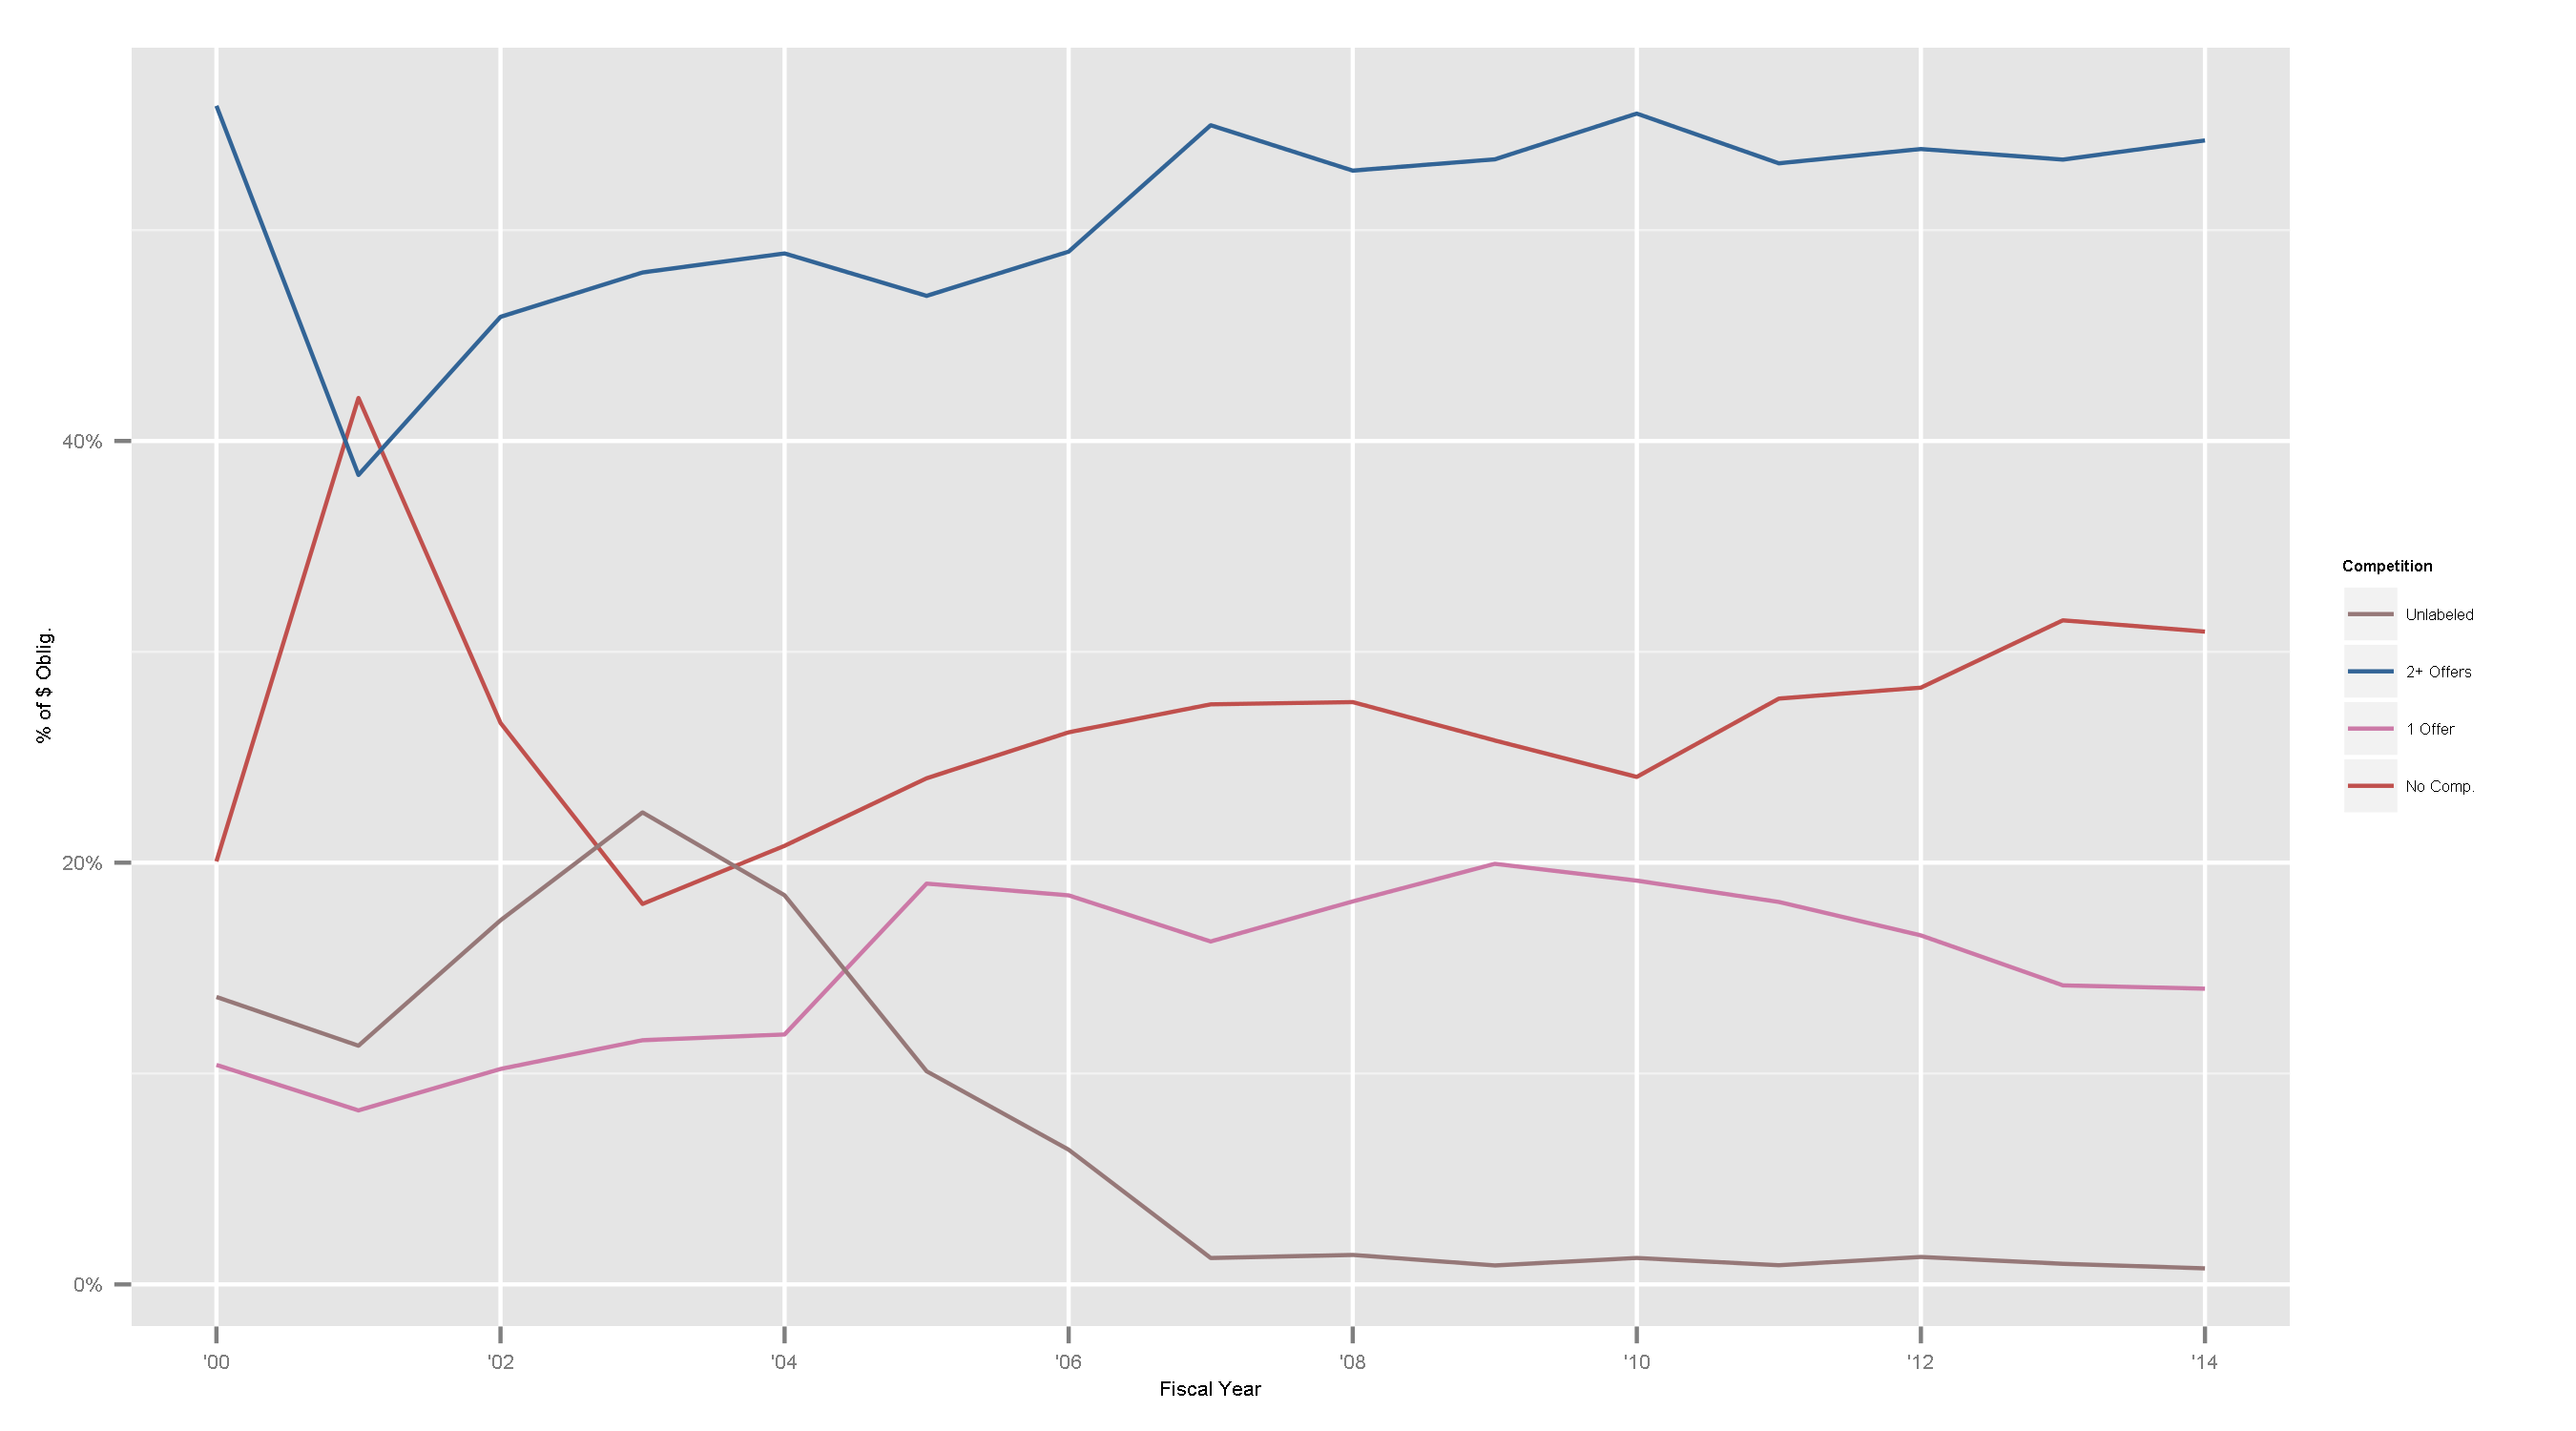 % of $ Oblig.
40%
20%
0%
'00 '02 '04 '06 '08 '10 '12 '14
Fiscal Year
Competition
Unlabeled
2+ Offers
1 Offer
No Comp.